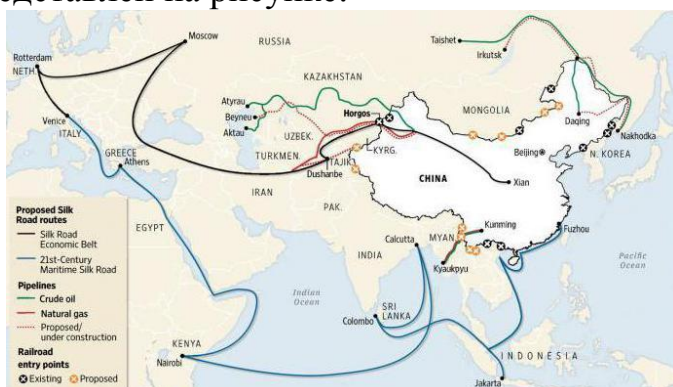 едставлен на рисунке.
Moscow
RUSSIA
Taishet
Irkutsk
Rotterdam
NETH.
KAZAKHSTAN
Atyrau
Beyneu
Aktau
Horgos
MONGOLIA
Daqing
Nakhodka
Venice
ITALY
UZBEK.
KYRG.
GREECE
Athens
TURKMEN.
TAJIK.
Dushanbe
Beijing
N. KOREA
CHINA
Xian
IRAN
PAK.
EGYPT
Kunming
Fuzhou
Calcutta
MYAN.
INDIA
Kyaukpyu
Pacific
Ocean
Indian
Ocean
SRI
LANKA
Colombo
KENYA
Nairobi
INDONESIA
Jakarta
Proposed Silk
Road routes
Silk Road
Economic Belt
21st-Century
Maritime Silk Road
Pipelines
Crude oil
Natural gas
Proposed/
under construction
Railroad
entry points
Existing
Proposed